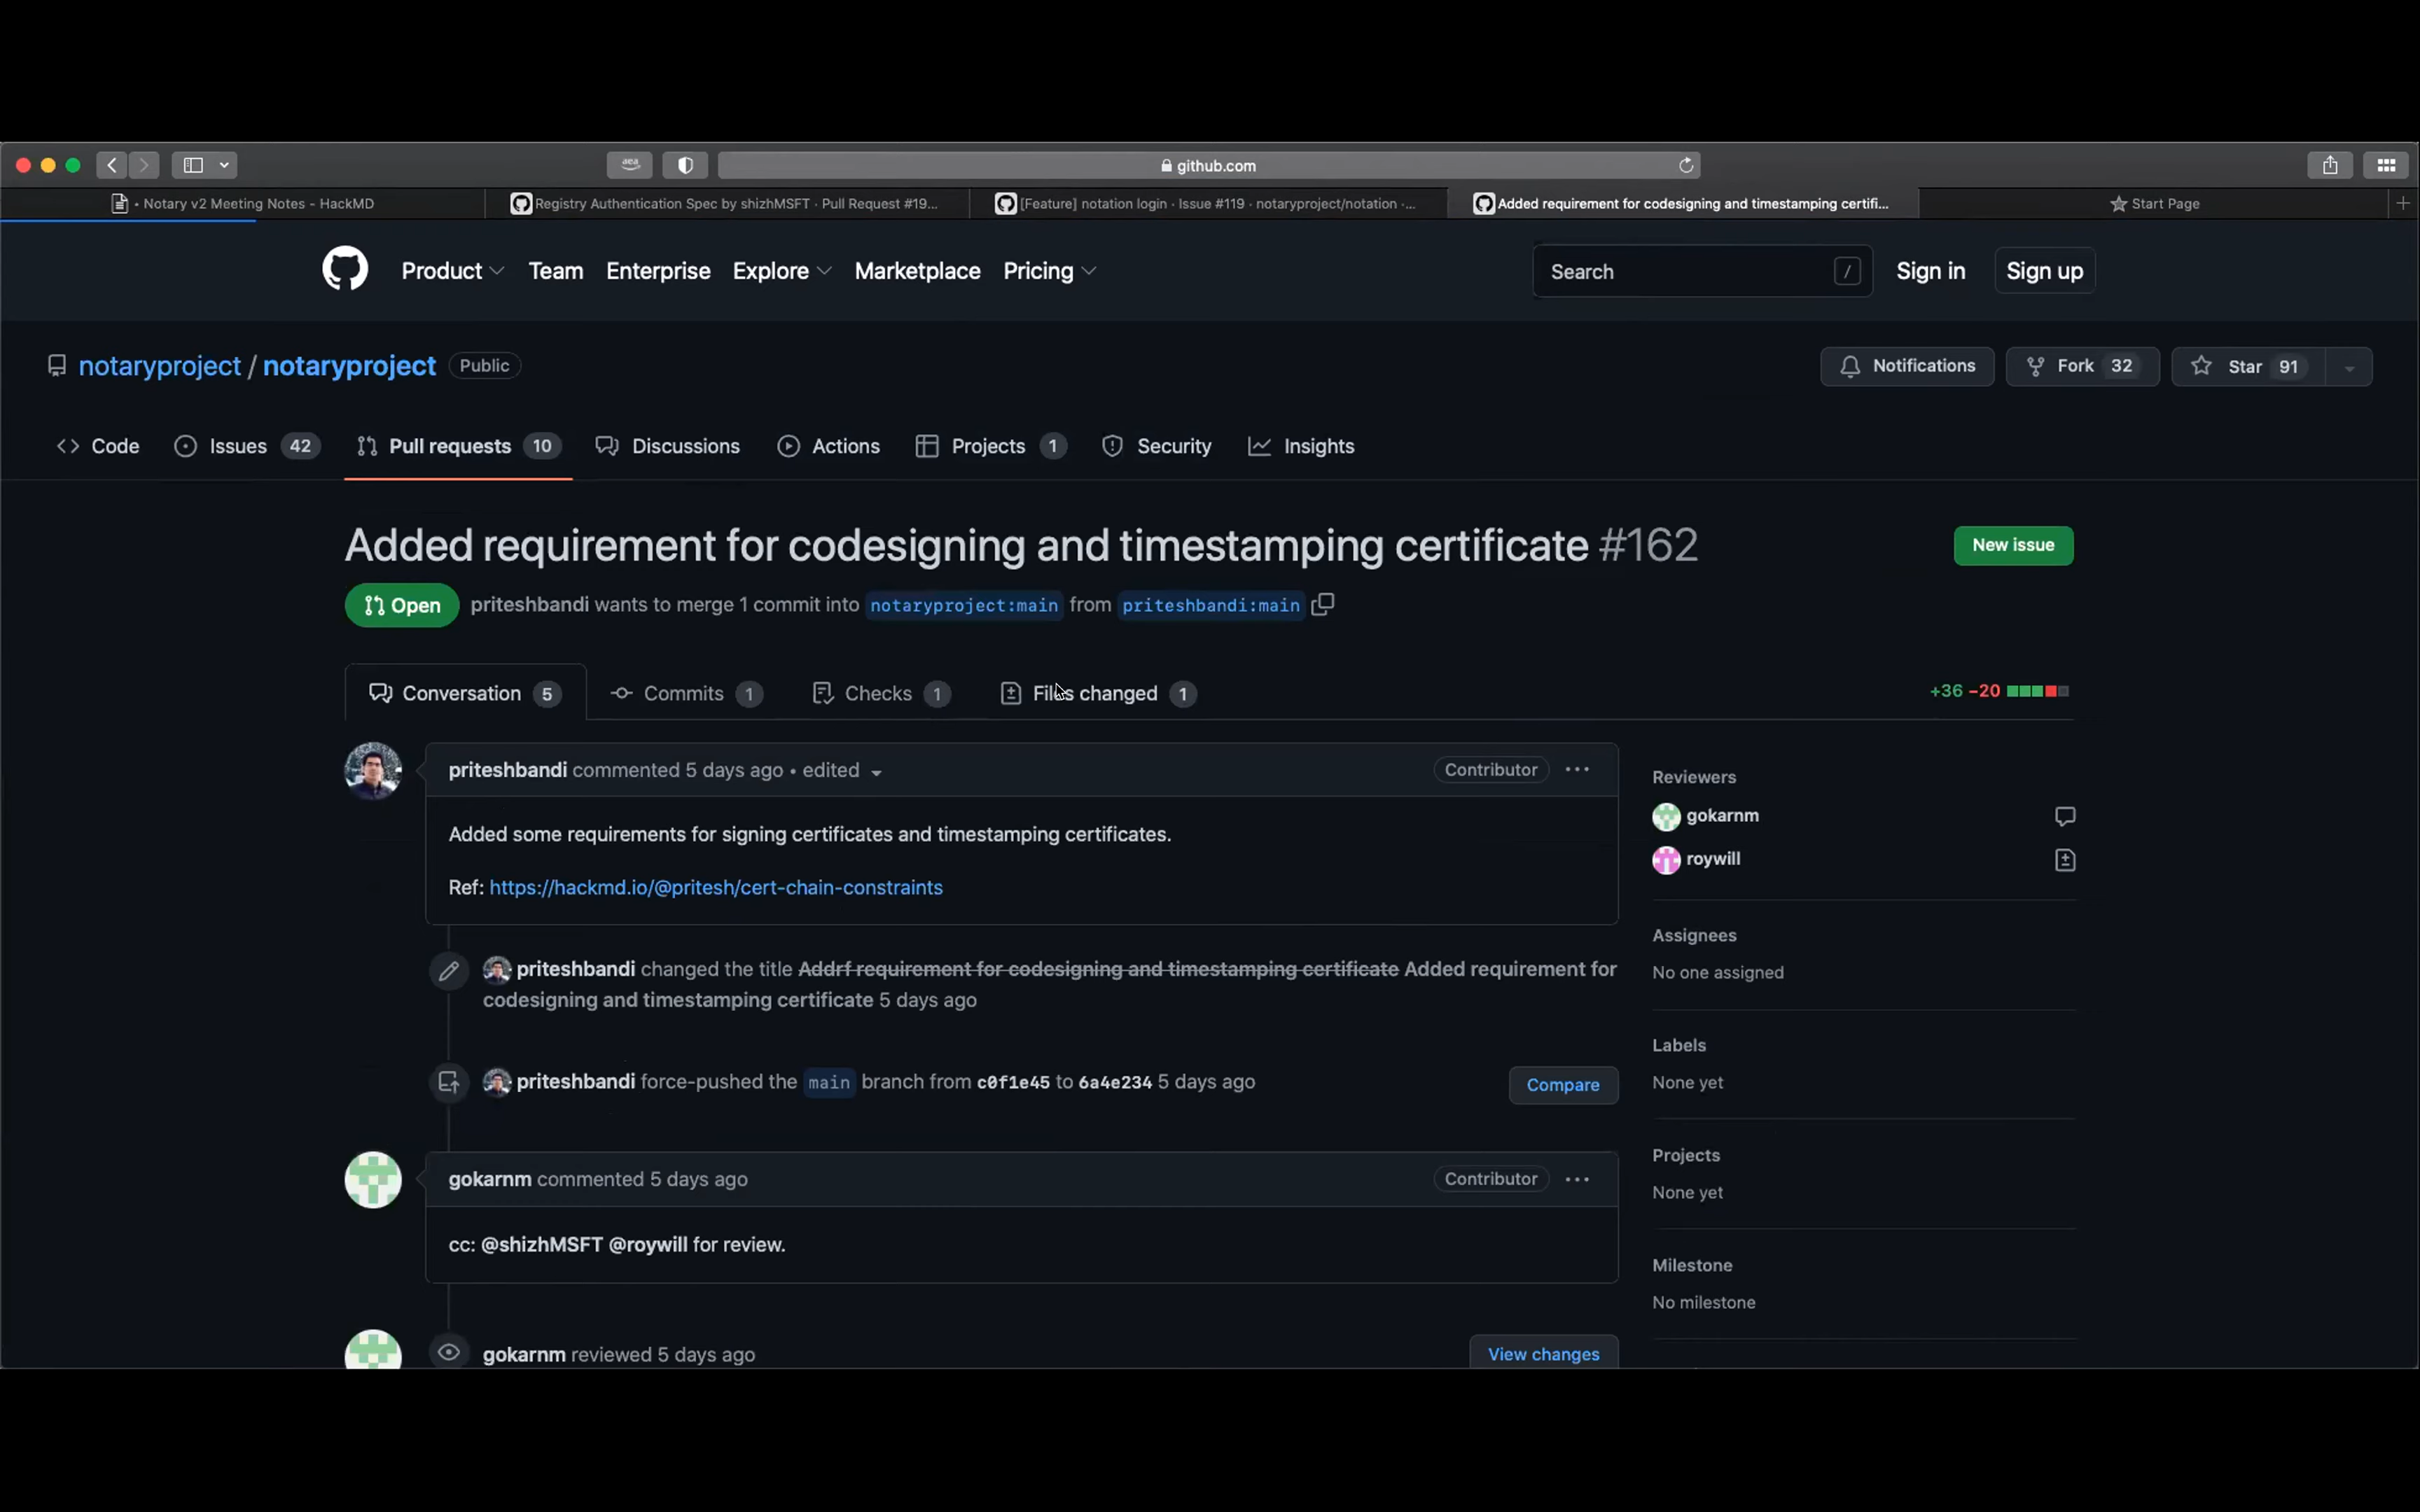 aea
github.com
• Notary v2 Meeting Notes - HackMD
Registry Authentication Spec by shizhMSFT · Pull Request #19...
[Feature] notation login · Issue #119 · notaryproject/notation ·...
Added requirement for codesigning and timestamping certifi...
Start Page
Product
Team
Enterprise
Explore
Marketplace
Pricing
Search /
Sign in
Sign up
notaryproject / notaryproject Public
Notifications
Fork 32
Star 91
Code
Issues 42
Pull requests 10
Discussions
Actions
Projects 1
Security
Insights
Added requirement for codesigning and timestamping certificate #162
New issue
Open priteshbandi wants to merge 1 commit into notaryproject:main from priteshbandi:main
Conversation 5
Commits 1
Checks 1
Files changed 1
+36 −20
priteshbandi commented 5 days ago • edited
Contributor
Added some requirements for signing certificates and timestamping certificates.
Ref: https://hackmd.io/@pritesh/cert-chain-constraints
priteshbandi changed the title Addrf requirement for codesigning and timestamping certificate Added requirement for
codesigning and timestamping certificate 5 days ago
priteshbandi force-pushed the main branch from c0f1e45 to 6a4e234 5 days ago
Compare
gokarnm commented 5 days ago
Contributor
cc: @shizhMSFT @roywill for review.
gokarnm reviewed 5 days ago
View changes
Reviewers
gokarnm
roywill
Assignees
No one assigned
Labels
None yet
Projects
None yet
Milestone
No milestone